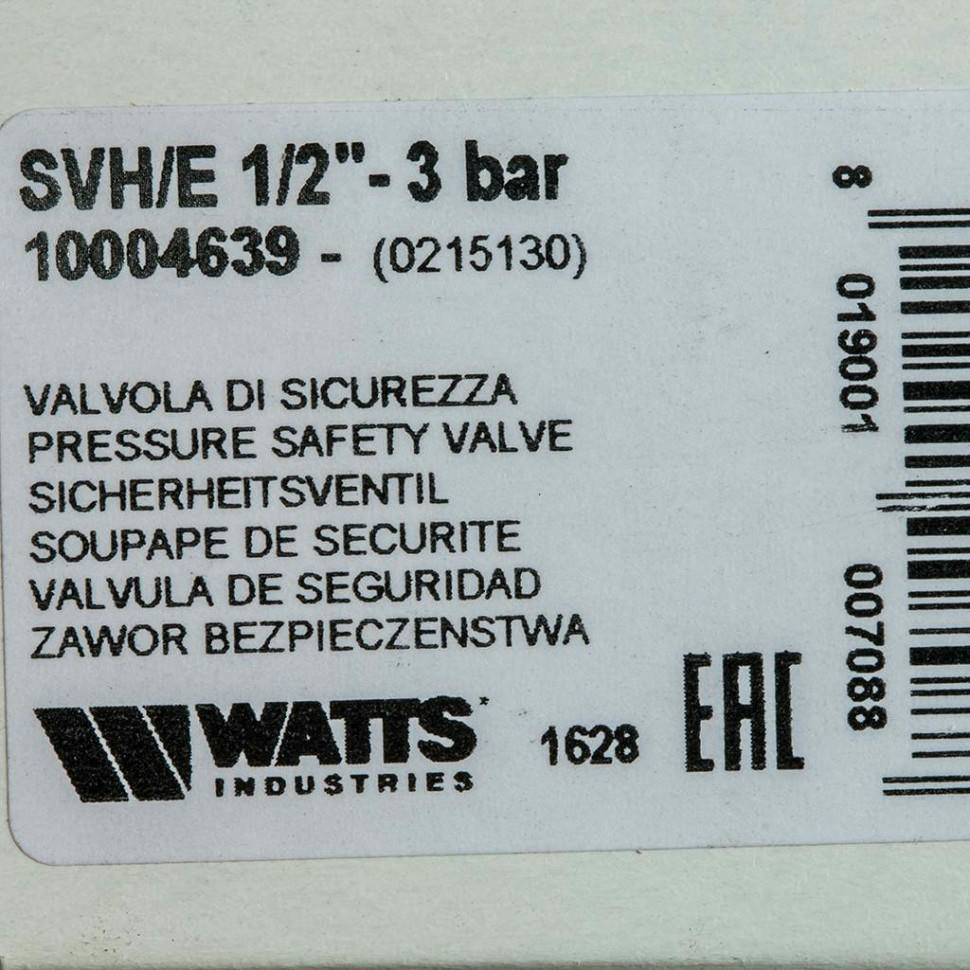 SVH/E 1/2"- 3 bar
10004639 - (0215130)
VALVOLA DI SICUREZZA
PRESSURE SAFETY VALVE
SICHERHEITSVENTIL
SOUPAPE DE SECURITE
VALVULA DE SEGURIDAD
ZAWOR BEZPIECZENSTWA
WATTS
INDUSTRIES
1628
EAC
8 019001 007088